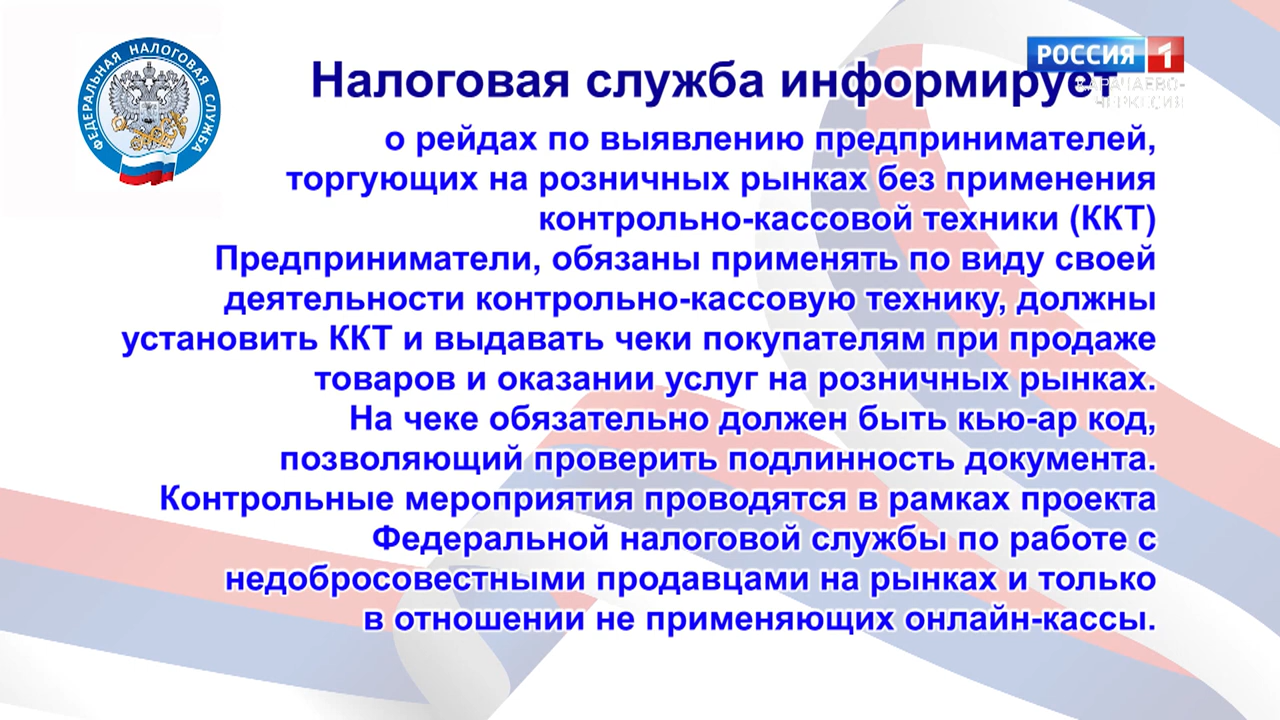 ФЕДЕРАЛЬНАЯ НАЛОГОВАЯ СЛУЖБА
РОССИЯ 1
КАРАЧАЕВО-
ЧЕРКЕСИЯ
Налоговая служба информирует
о рейдах по выявлению предпринимателей,
торгующих на розничных рынках без применения
контрольно-кассовой техники (ККТ)
Предприниматели, обязаны применять по виду своей
деятельности контрольно-кассовую технику, должны
установить ККТ и выдавать чеки покупателям при продаже
товаров и оказании услуг на розничных рынках.
На чеке обязательно должен быть кью-ар код,
позволяющий проверить подлинность документа.
Контрольные мероприятия проводятся в рамках проекта
Федеральной налоговой службы по работе с
недобросовестными продавцами на рынках и только
в отношении не применяющих онлайн-кассы.